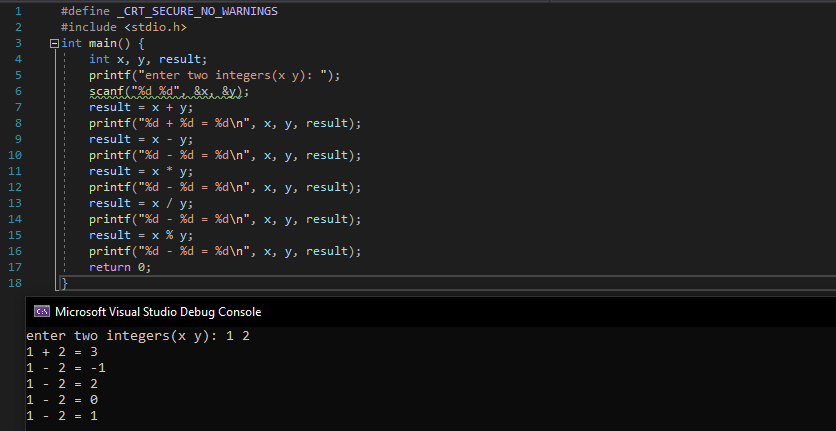 1 #define _CRT_SECURE_NO_WARNINGS
2 #include <stdio.h>
3 int main() {
4 int x, y, result;
5 printf("enter two integers(x y): ");
6 scanf("%d %d", &x, &y);
7 result = x + y;
8 printf("%d + %d = %d\n", x, y, result);
9 result = x - y;
10 printf("%d - %d = %d\n", x, y, result);
11 result = x * y;
12 printf("%d - %d = %d\n", x, y, result);
13 result = x / y;
14 printf("%d - %d = %d\n", x, y, result);
15 result = x % y;
16 printf("%d - %d = %d\n", x, y, result);
17 return 0;
18 }
C:\ Microsoft Visual Studio Debug Console
enter two integers(x y): 1 2
1 + 2 = 3
1 - 2 = -1
1 - 2 = 2
1 - 2 = 0
1 - 2 = 1